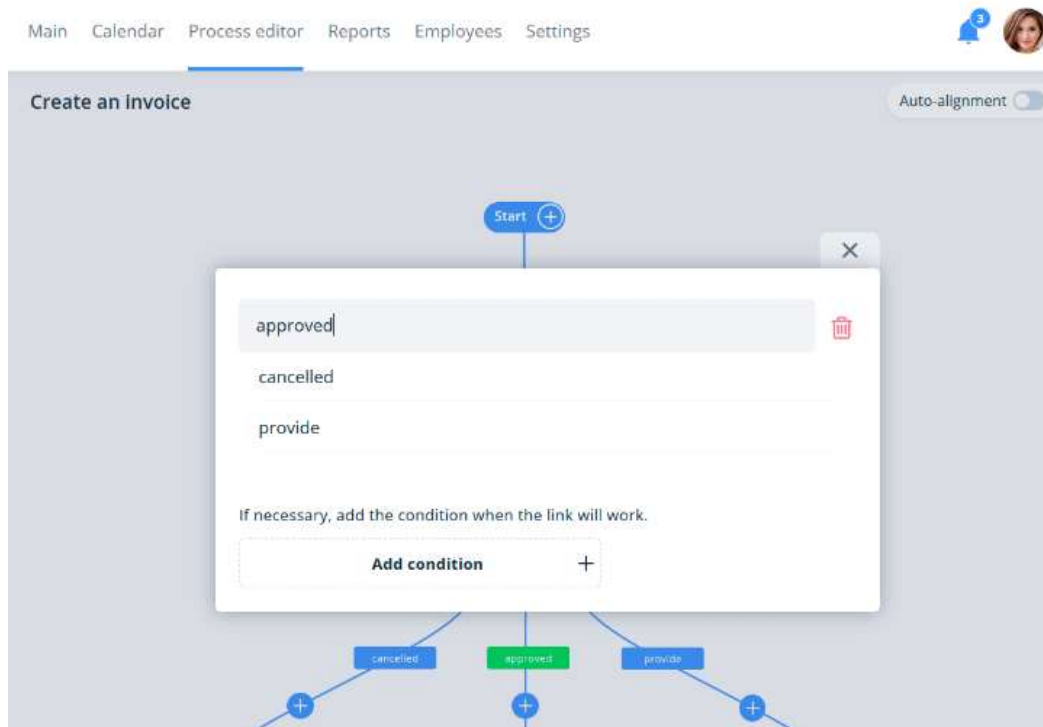 Main Calendar Process editor Reports Employees Settings
3
Create an invoice
Auto-alignment
Start
approved
cancelled
provide
If necessary, add the condition when the link will work.
Add condition
cancelled approved provide